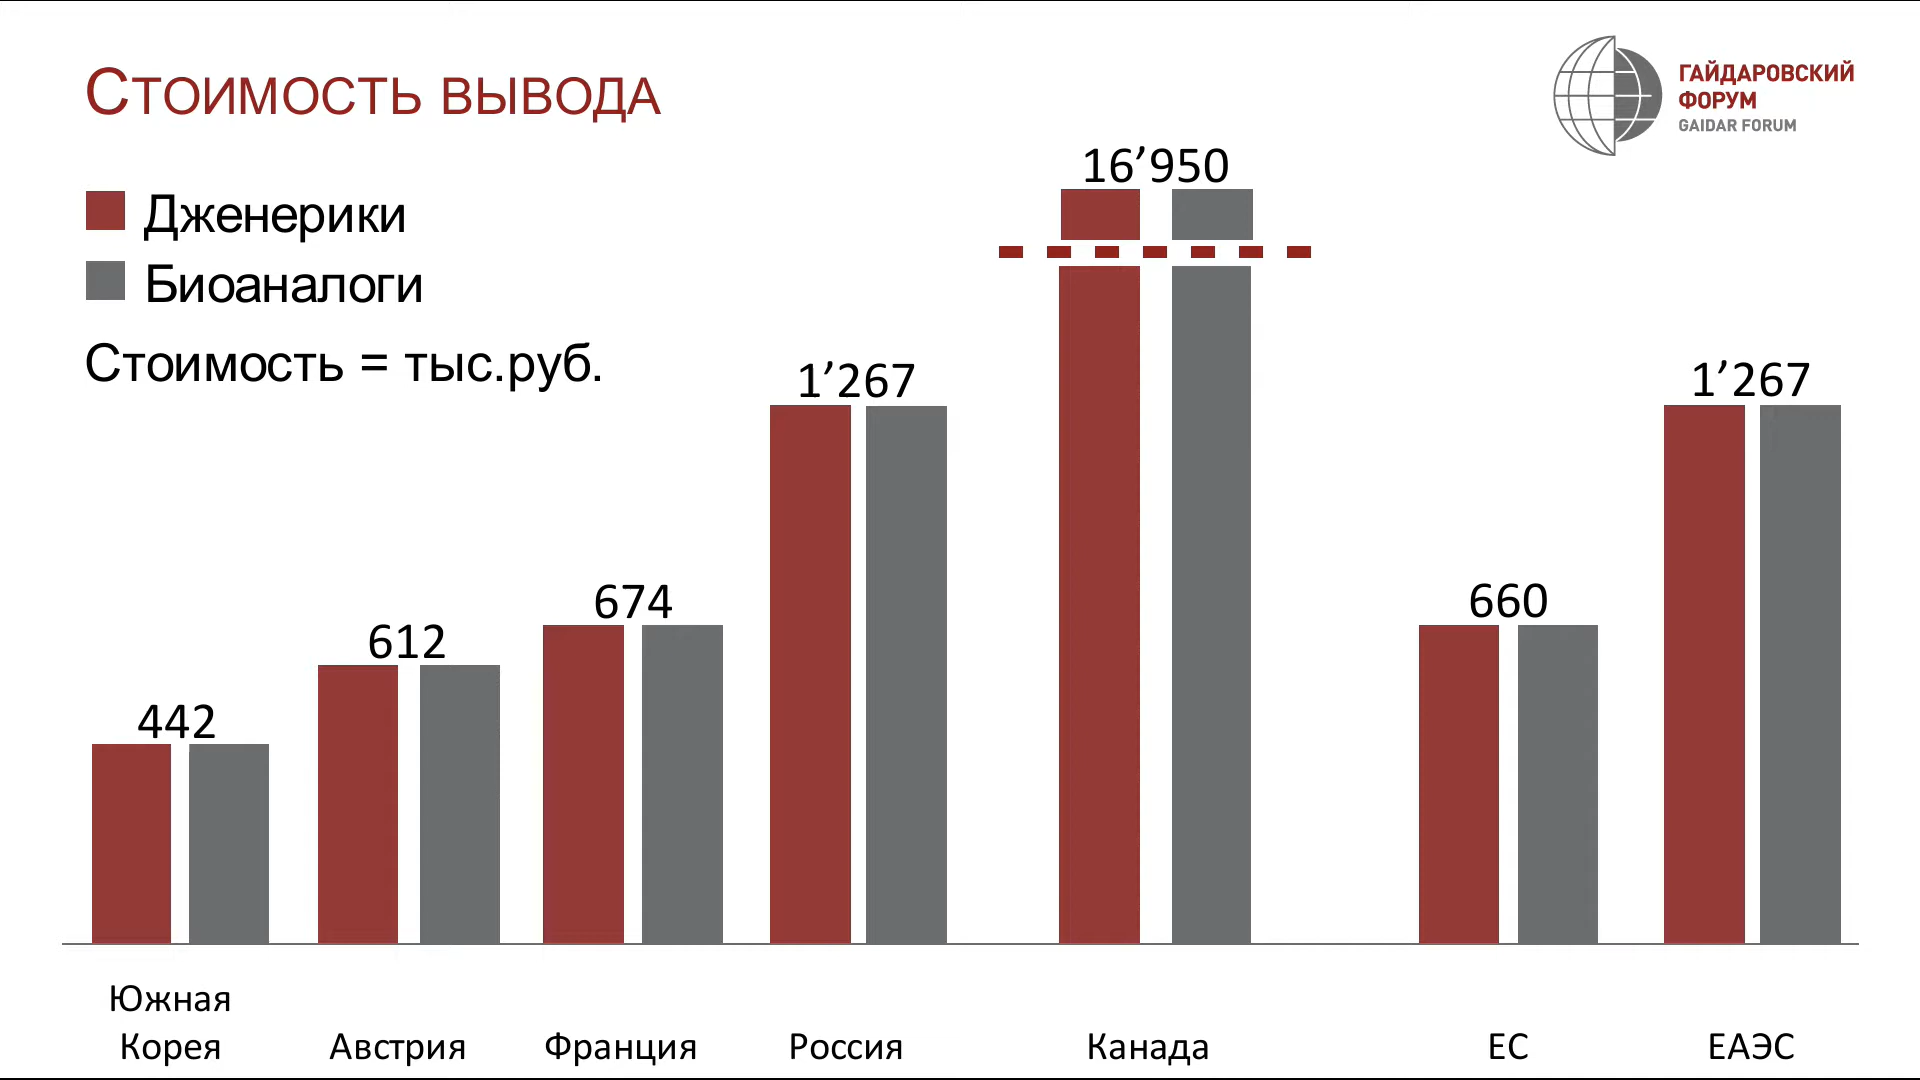 Стоимость вывода
ГАЙДАРОВСКИЙ
ФОРУМ
GAIDAR FORUM
Дженерики
Биоаналоги
Стоимость = тыс.руб.
442
612
674
1’267
16’950
660
1’267
Южная
Корея
Австрия
Франция
Россия
Канада
ЕС
ЕАЭС